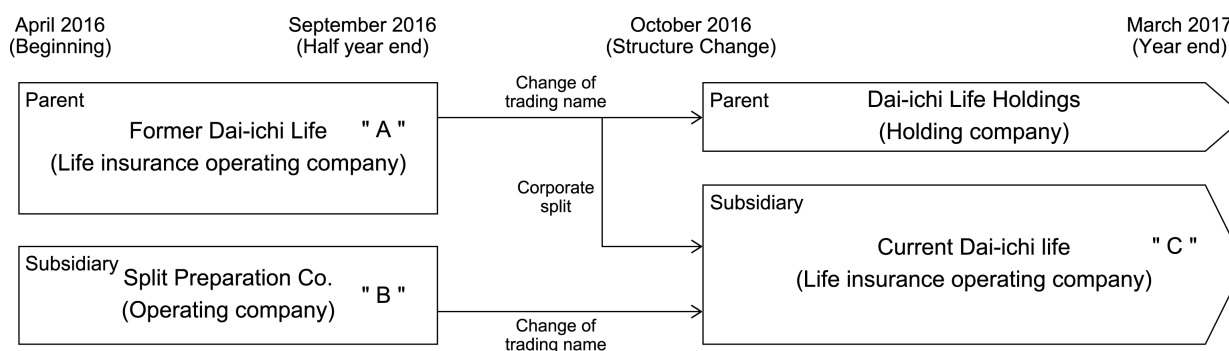 April 2016
(Beginning)
September 2016
(Half year end)
October 2016
(Structure Change)
March 2017
(Year end)
Parent
Former Dai-ichi Life " A "
(Life insurance operating company)
Change of
trading name
Parent
Dai-ichi Life Holdings
(Holding company)
Corporate
split
Subsidiary
Split Preparation Co.
(Operating company)
" B "
Change of
trading name
Subsidiary
Current Dai-ichi life " C "
(Life insurance operating company)